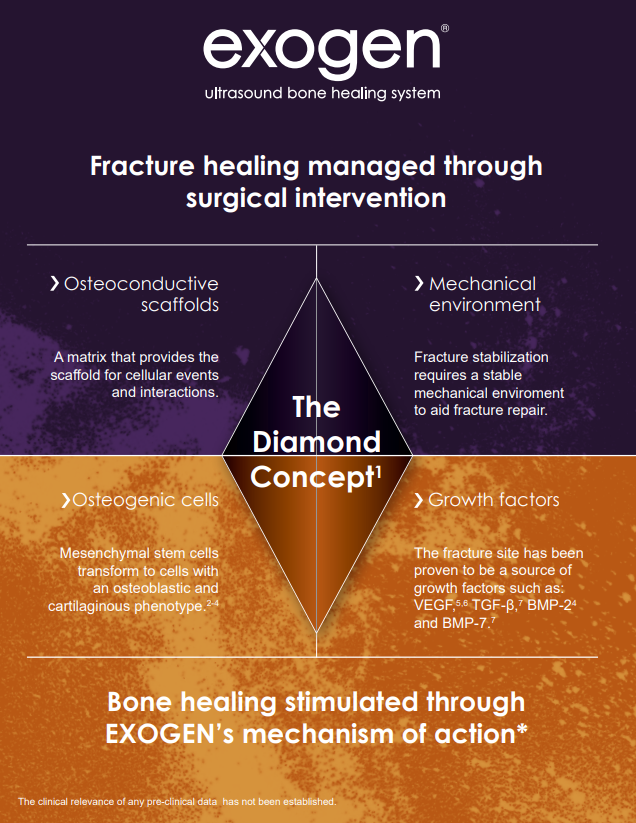 exogen®
ultrasound bone healing system
Fracture healing managed through
surgical intervention
❯ Osteoconductive
scaffolds
A matrix that provides the
scaffold for cellular events
and interactions.
❯ Mechanical
environment
Fracture stabilization
requires a stable
mechanical enviroment
to aid fracture repair.
The
Diamond
Concept¹
❯Osteogenic cells
Mesenchymal stem cells
transform to cells with
an osteoblastic and
cartilaginous phenotype.²⁻⁴
❯ Growth factors
The fracture site has been
proven to be a source of
growth factors such as:
VEGF,⁵,⁶ TGF-β,⁷ BMP-2⁴
and BMP-7.⁷
Bone healing stimulated through
EXOGEN’s mechanism of action*
The clinical relevance of any pre-clinical data has not been established.